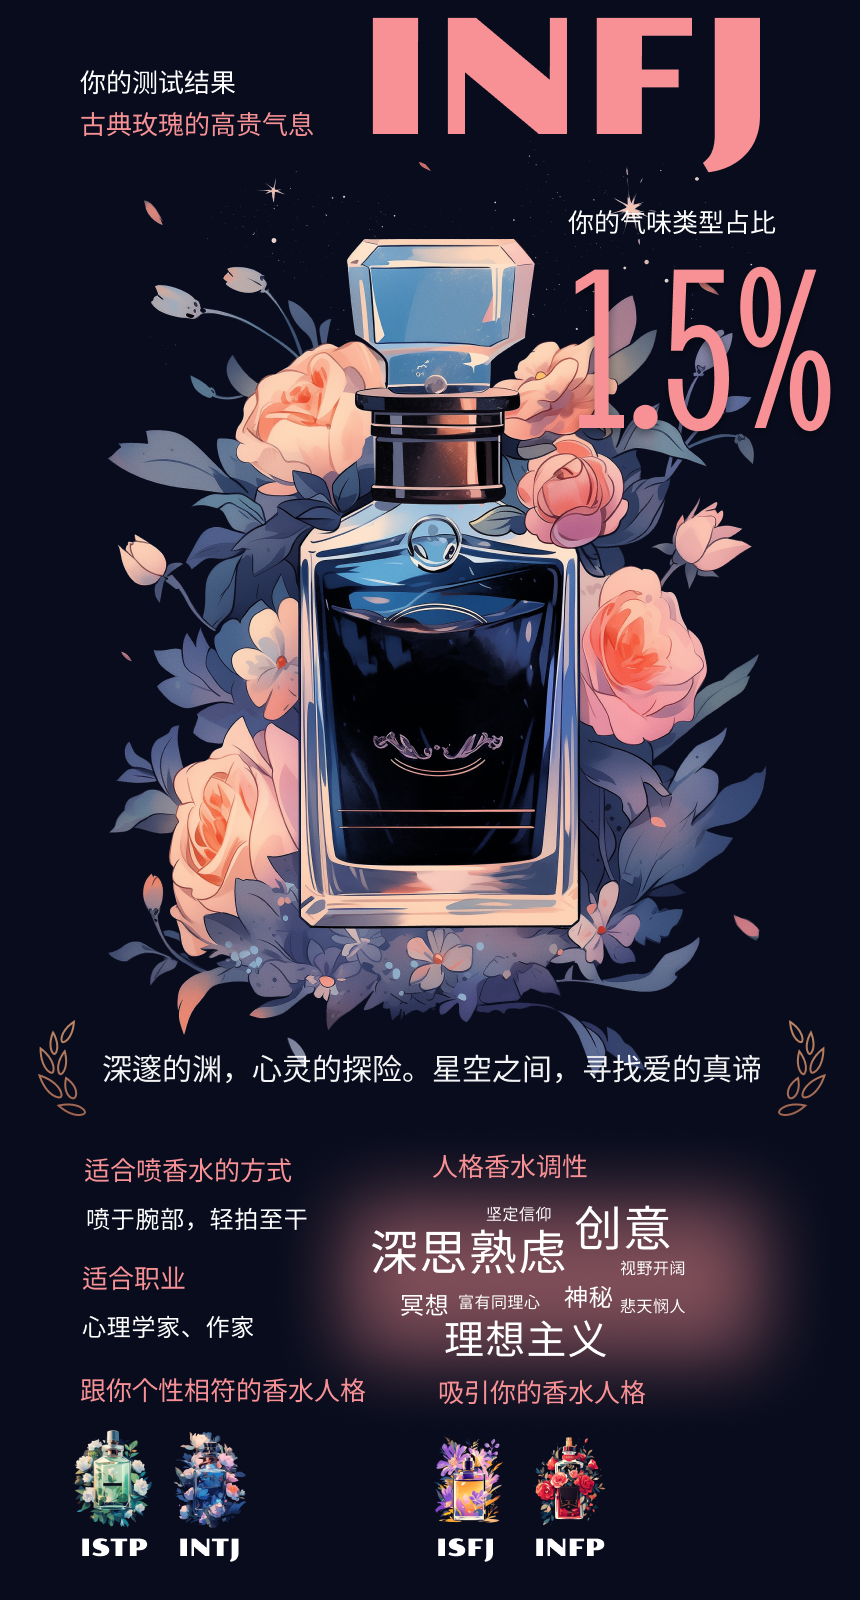 INFJ
你的测试结果
古典玫瑰的高贵气息
你的气味类型占比
1.5%
深邃的渊，心灵的探险。星空之间，寻找爱的真谛
适合喷香水的方式
喷于腕部，轻拍至干
适合职业
心理学家、作家
人格香水调性
坚定信仰
创意
深思熟虑
视野开阔
冥想
富有同理心
神秘
悲天悯人
理想主义
跟你个性相符的香水人格
ISTP
INTJ
吸引你的香水人格
ISFJ
INFP